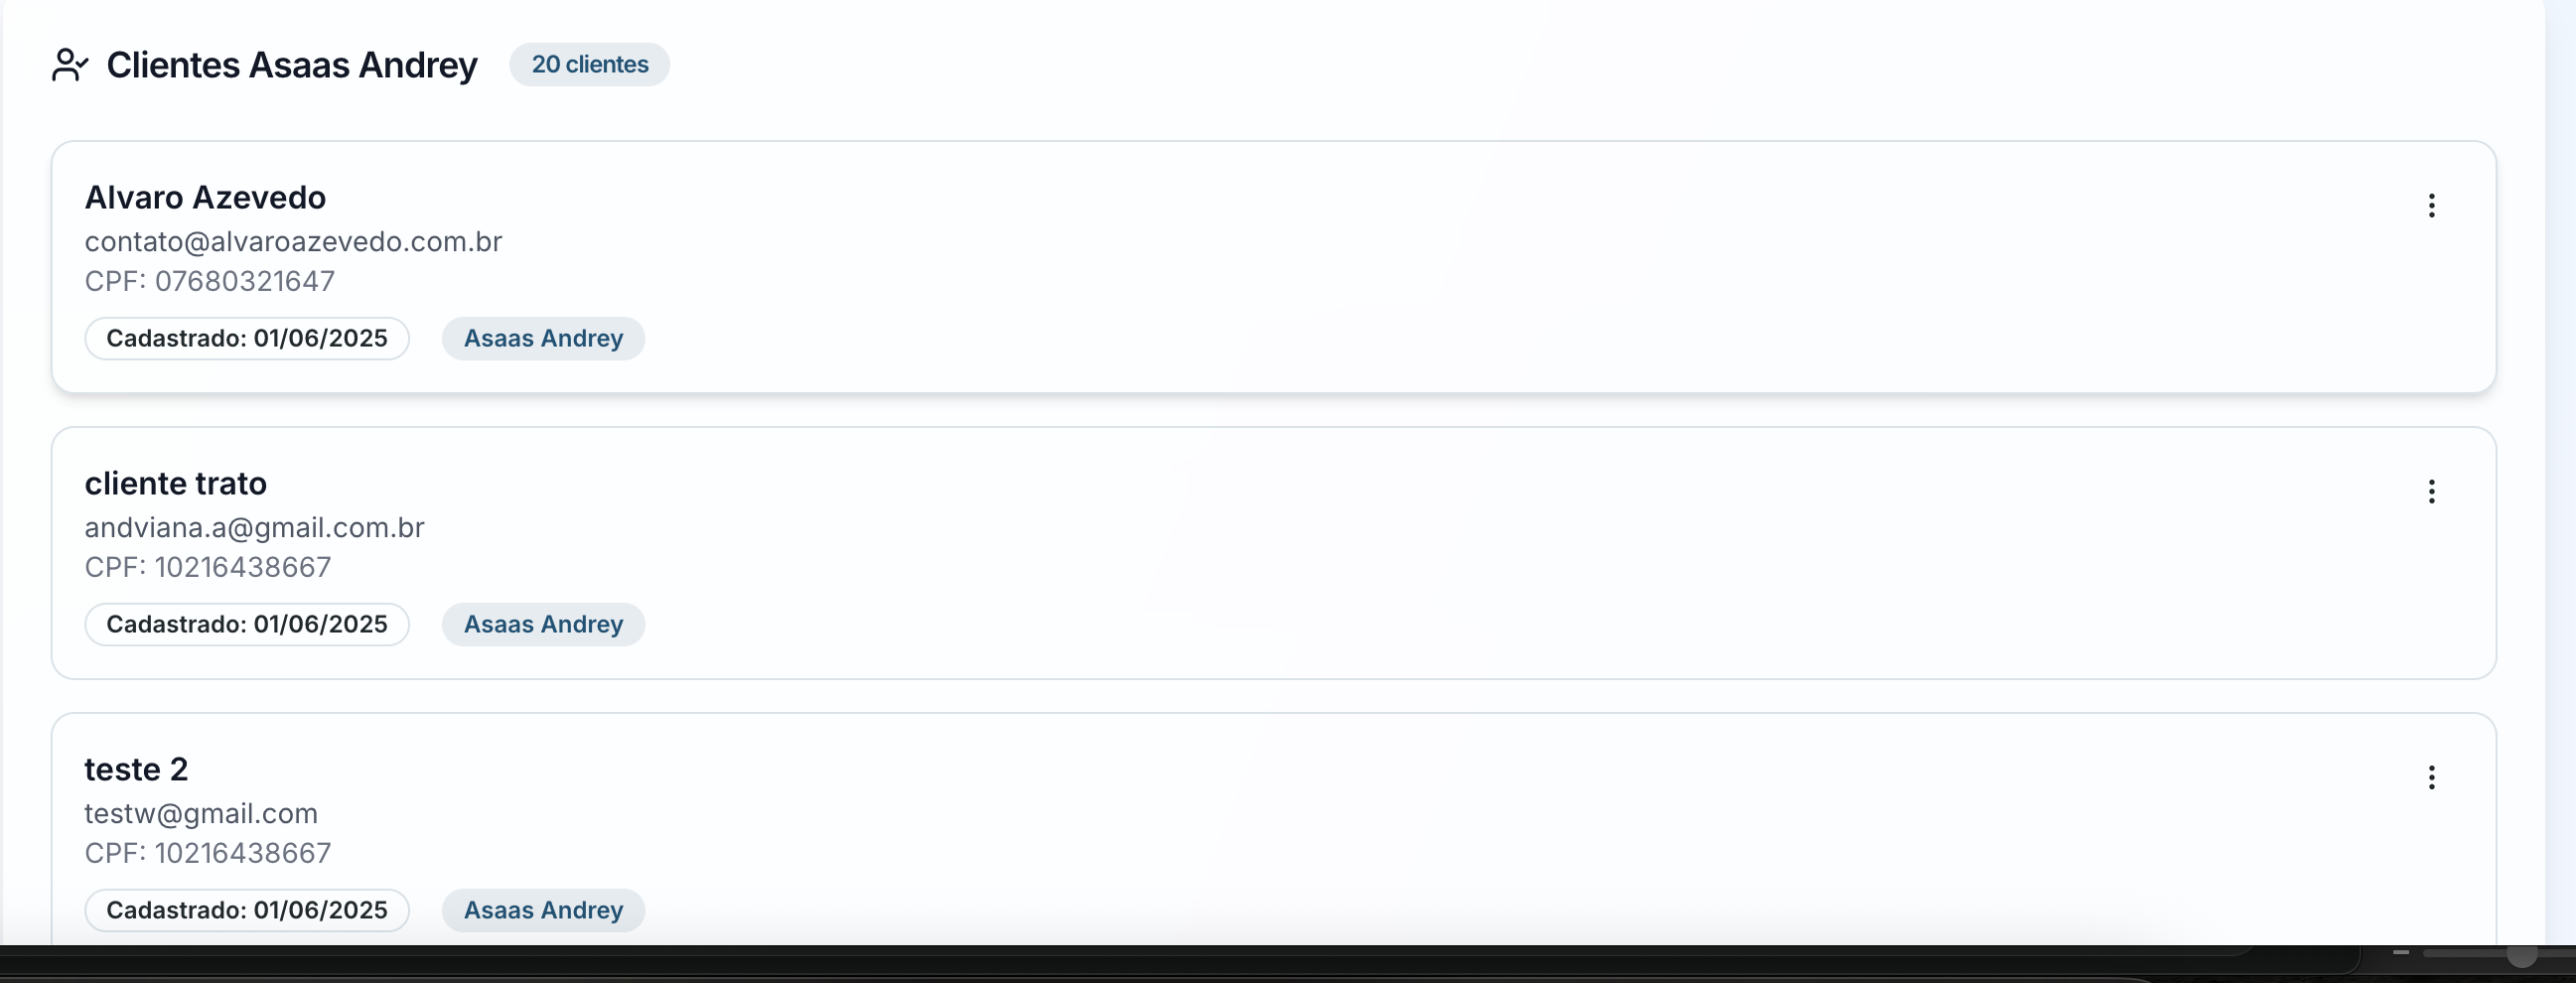 Clientes Asaas Andrey 20 clientes
Alvaro Azevedo
contato@alvaroazevedo.com.br
CPF: 07680321647
Cadastrado: 01/06/2025 Asaas Andrey
cliente trato
andviana.a@gmail.com.br
CPF: 10216438667
Cadastrado: 01/06/2025 Asaas Andrey
teste 2
testw@gmail.com
CPF: 10216438667
Cadastrado: 01/06/2025 Asaas Andrey